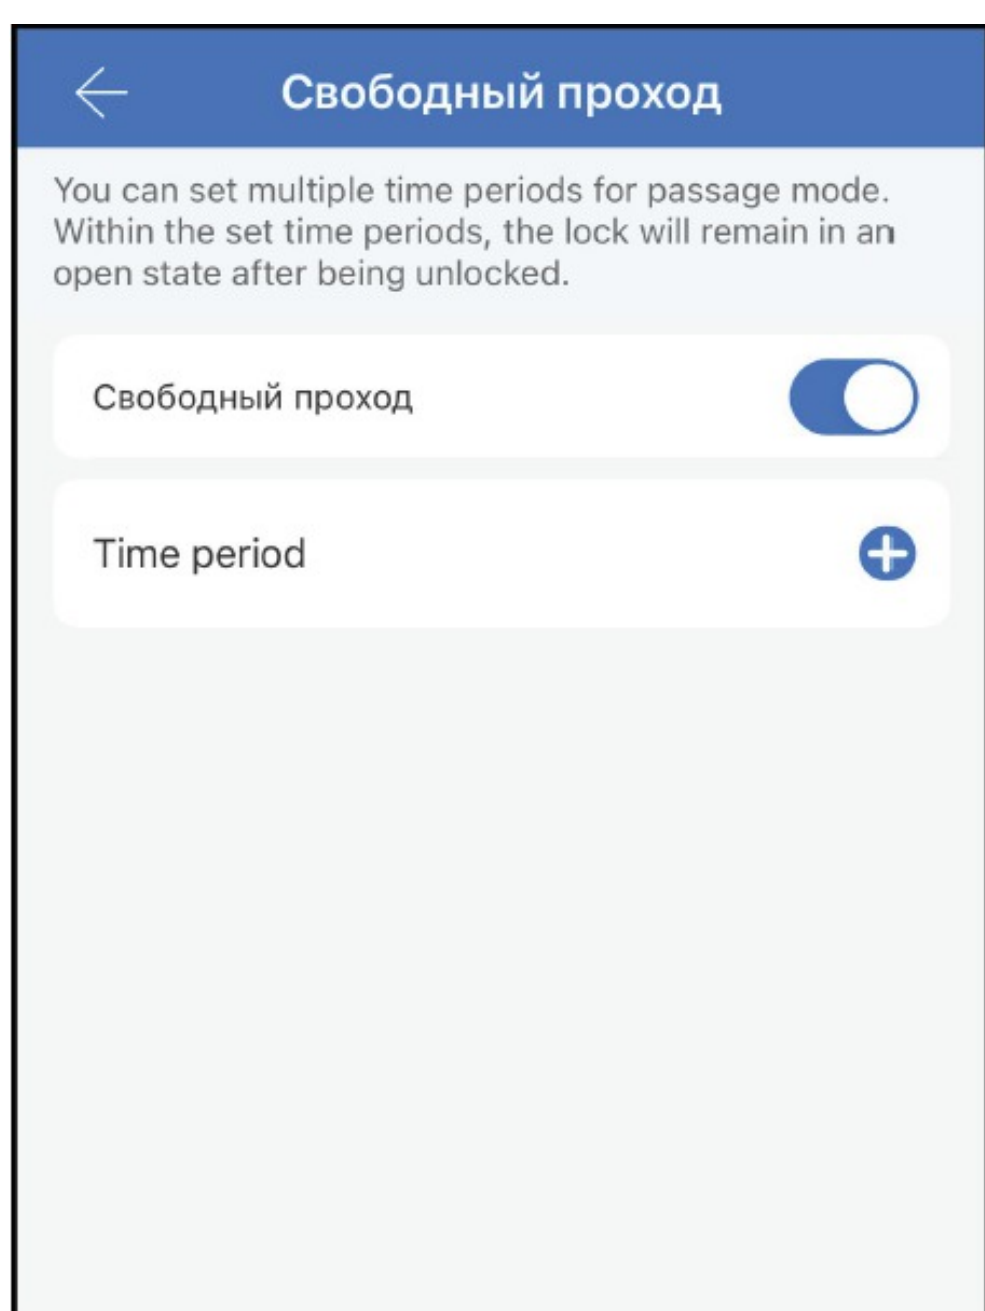 Свободный проход
You can set multiple time periods for passage mode.
Within the set time periods, the lock will remain in an
open state after being unlocked.
Свободный проход
Time period